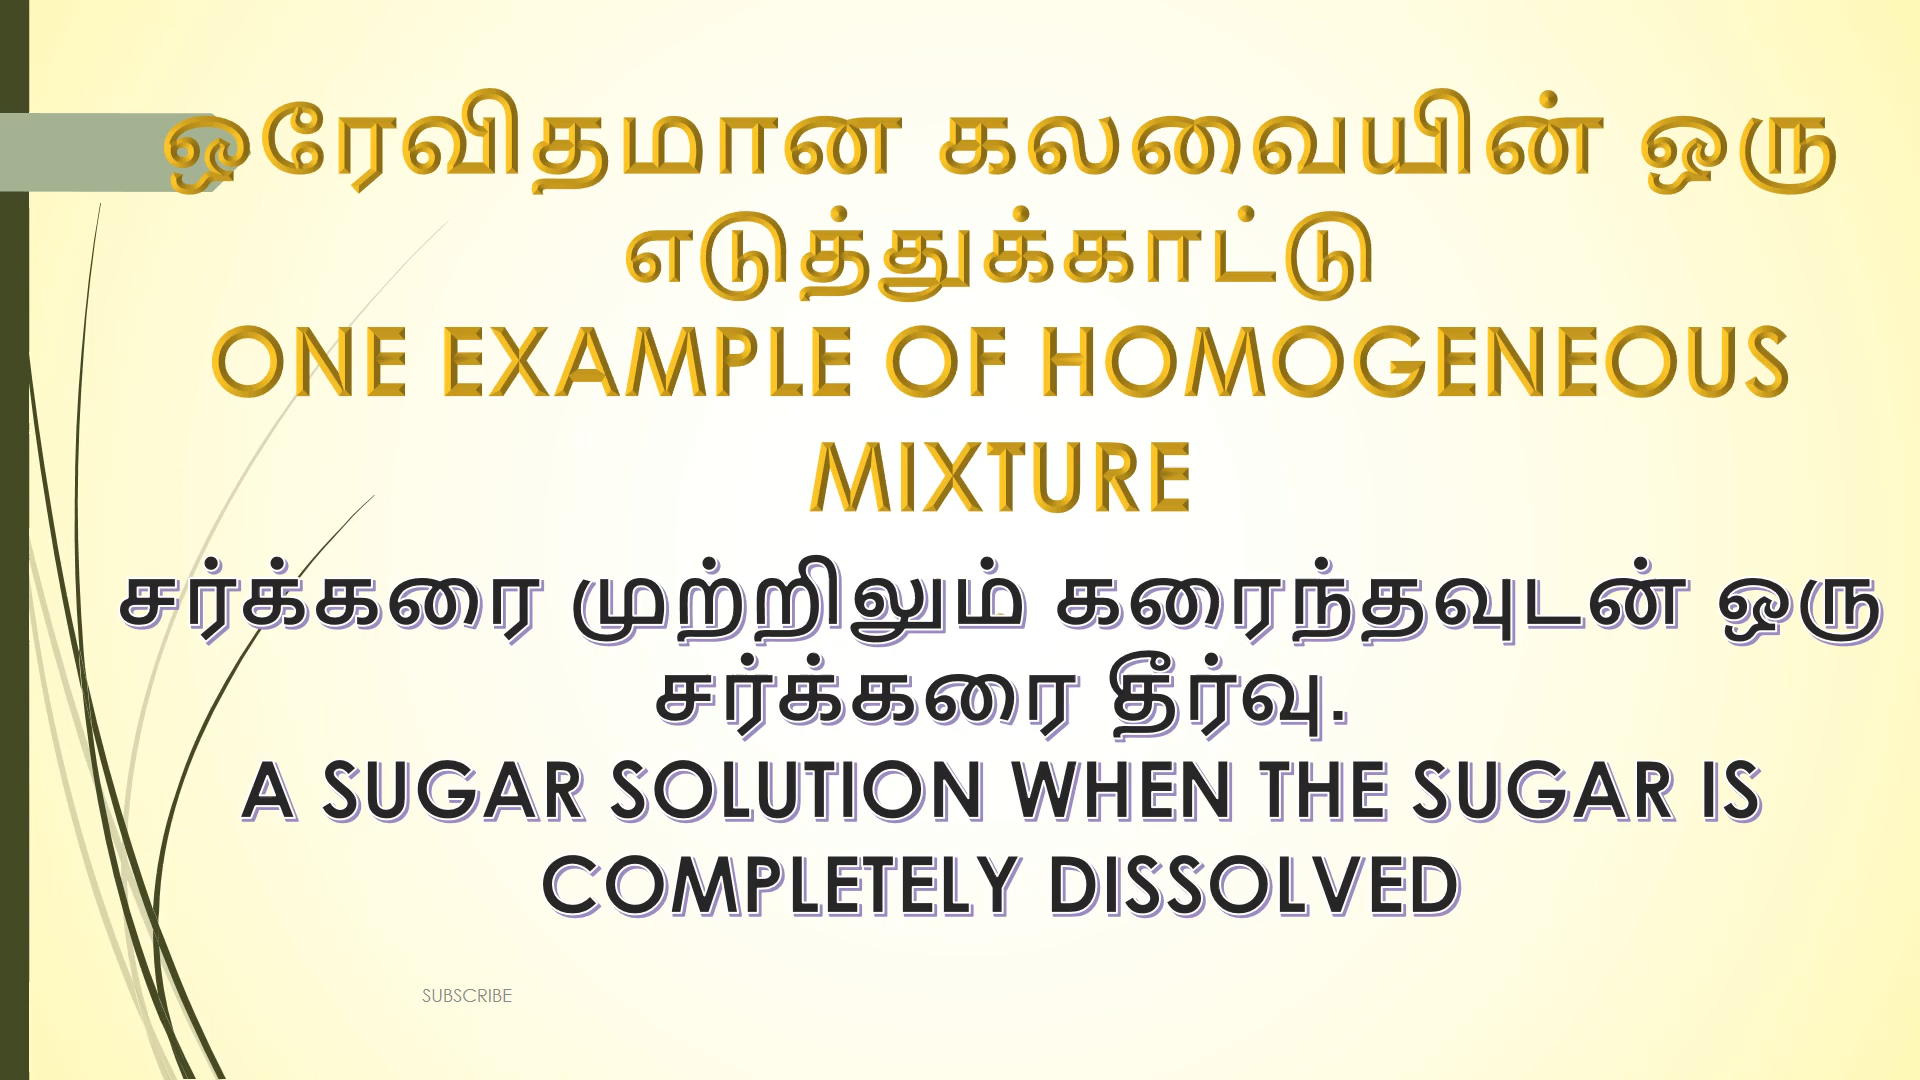 ஒரேவிதமான கலவையின் ஒரு
எடுத்துக்காட்டு
ONE EXAMPLE OF HOMOGENEOUS
MIXTURE
சர்க்கரை முற்றிலும் கரைந்தவுடன் ஒரு
சர்க்கரை தீர்வு.
A SUGAR SOLUTION WHEN THE SUGAR IS
COMPLETELY DISSOLVED
SUBSCRIBE